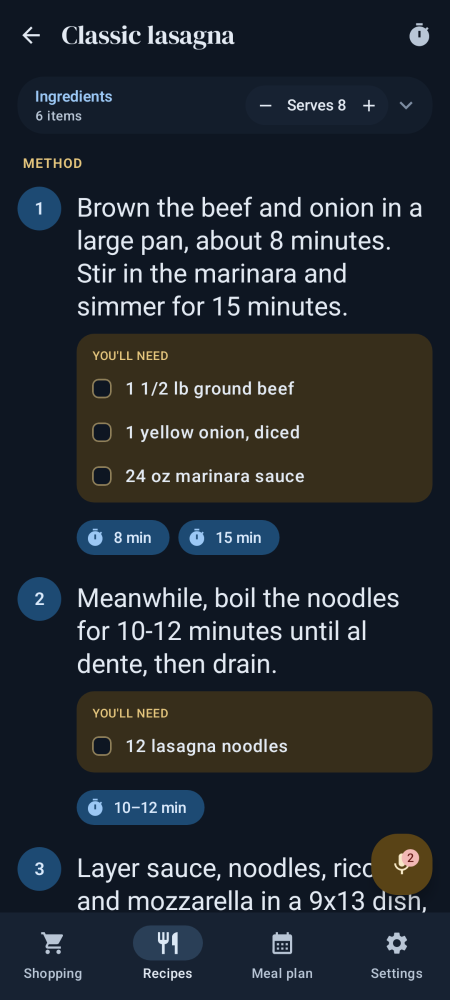 Classic lasagna
Ingredients
6 items
Serves 8
METHOD
1
Brown the beef and onion in a
large pan, about 8 minutes.
Stir in the marinara and
simmer for 15 minutes.
YOU'LL NEED
1 1/2 lb ground beef
1 yellow onion, diced
24 oz marinara sauce
8 min
15 min
2
Meanwhile, boil the noodles
for 10-12 minutes until al
dente, then drain.
YOU'LL NEED
12 lasagna noodles
10–12 min
3
Layer sauce, noodles,
2
and mozzarella in a 9x13 dish,
Shopping
Recipes
Meal plan
Settings